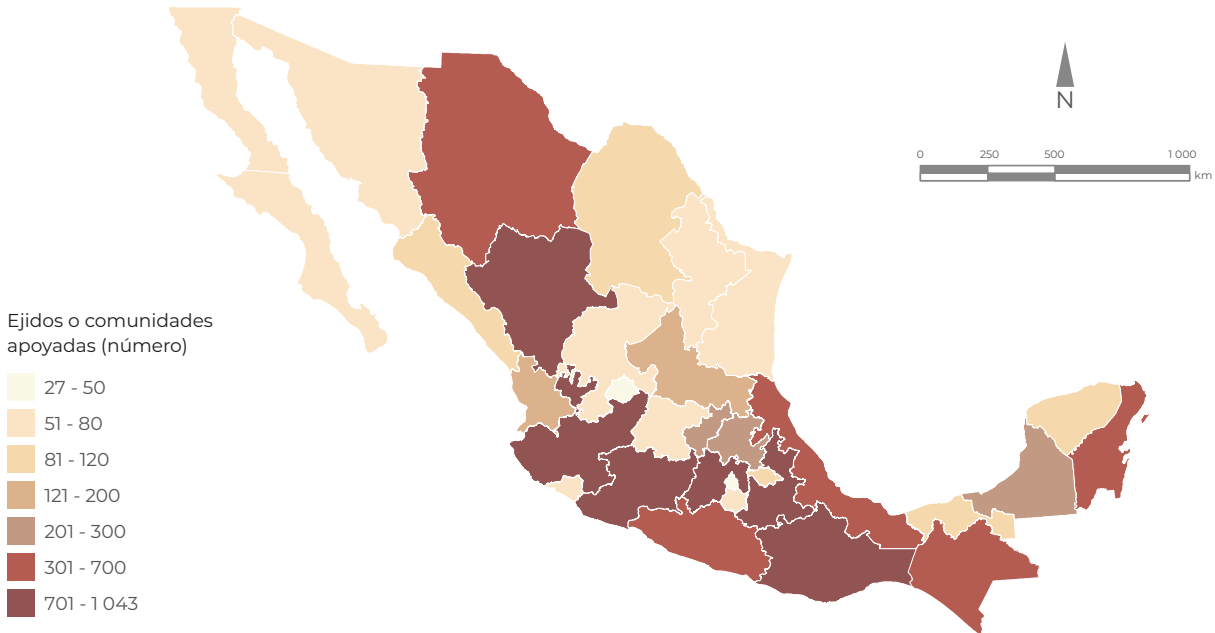 N
0 250 500 1 000
km
Ejidos o comunidades
apoyadas (número)
27 - 50
51 - 80
81 - 120
121 - 200
201 - 300
301 - 700
701 - 1 043